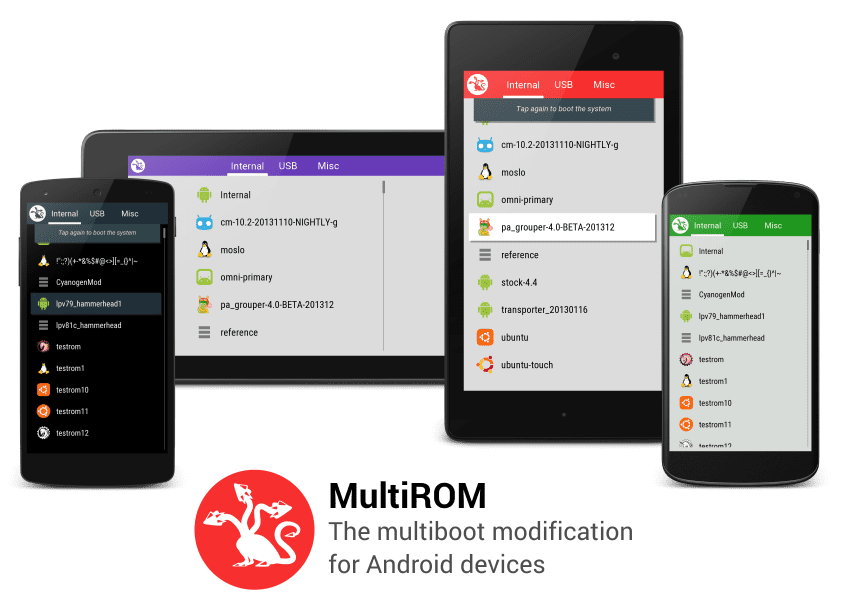 Internal USB Misc
Tap again to boot the system
!":;?)(+-*&%$#@<>][=_{}^|~
CyanogenMod
lpv79_hammerhead1
lpv81c_hammerhead
testrom
testrom1
testrom10
testrom11
testrom12
Internal USB Misc
Internal
cm-10.2-20131110-NIGHTLY-g
moslo
omni-primary
pa_grouper-4.0-BETA-201312
reference
Internal USB Misc
Tap again to boot the system
cm-10.2-20131110-NIGHTLY-g
moslo
omni-primary
pa_grouper-4.0-BETA-201312
reference
stock-4.4
transporter_20130116
ubuntu
ubuntu-touch
Internal USB Misc
Internal
!":;?)(+-*&%$#@<>][=_{}^|~
CyanogenMod
lpv79_hammerhead1
lpv81c_hammerhead
testrom
testrom1
testrom10
testrom11
testrom12
MultiROM
The multiboot modification
for Android devices